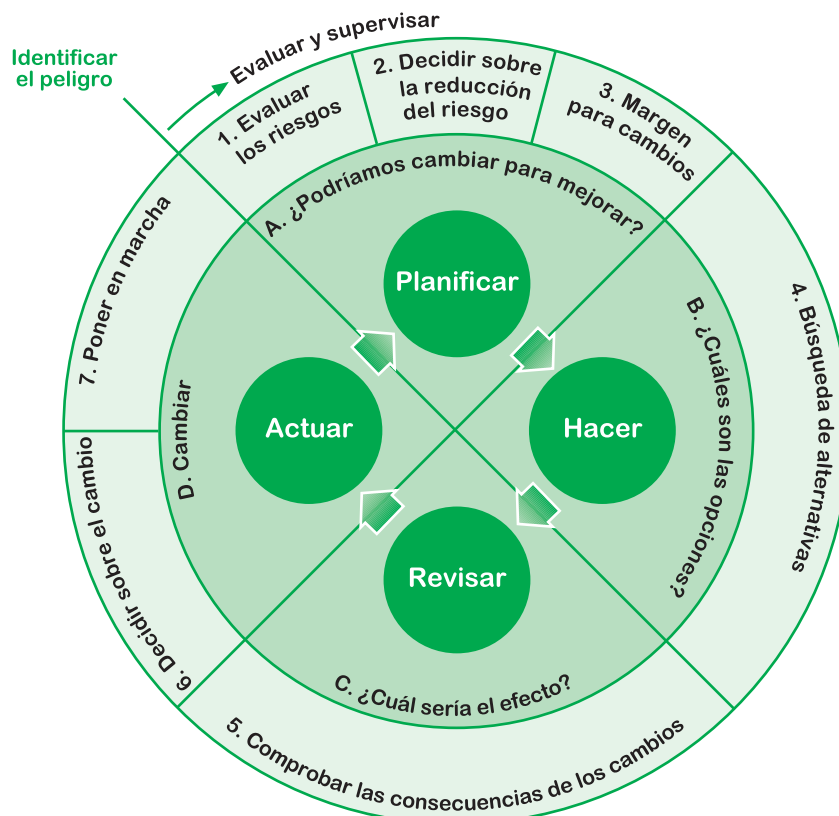 Identificar
el peligro
Evaluar y supervisar
1. Evaluar
los riesgos
2. Decidir sobre
la reducción
del riesgo
3. Margen
para cambios
4. Búsqueda de alternativas
5. Comprobar las consecuencias de los cambios
6. Decidir sobre el cambio
7. Poner en marcha
A. ¿Podríamos cambiar para mejorar?
B. ¿Cuáles son las opciones?
C. ¿Cuál sería el efecto?
D. Cambiar
Planificar
Hacer
Revisar
Actuar